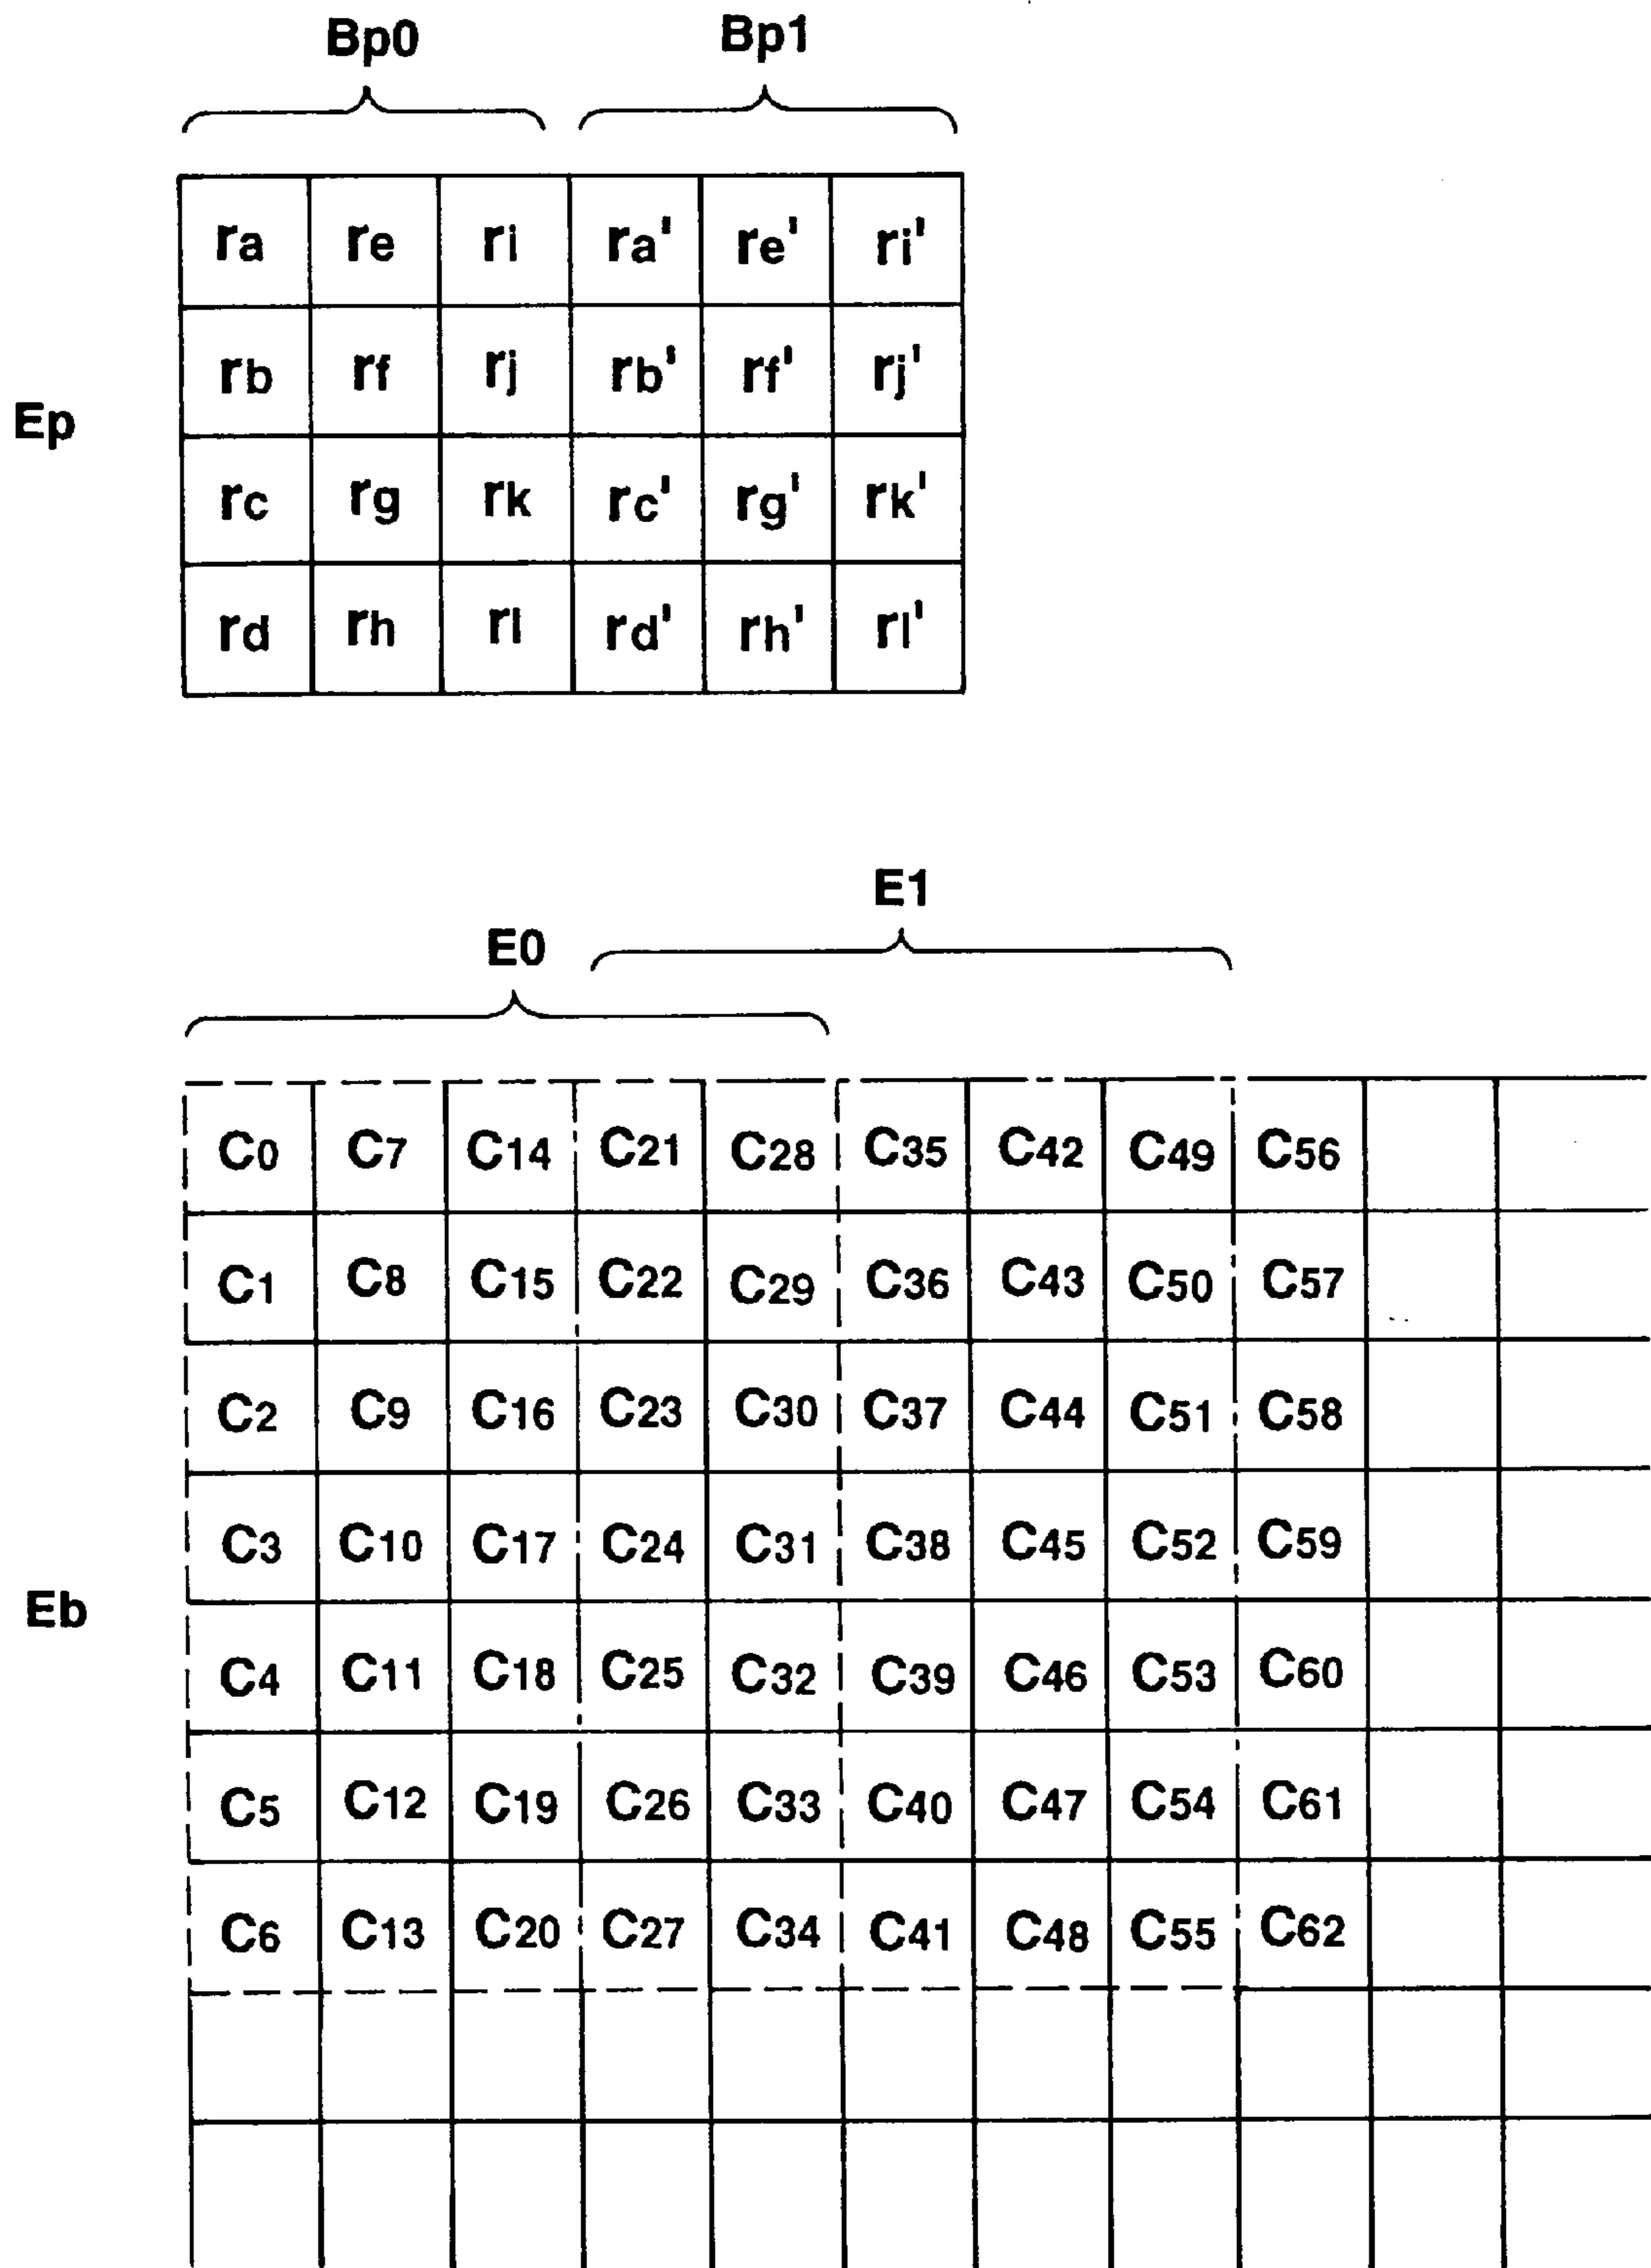 Bp0 Bp1
ra re ri ra' re' ri'
rb rf rj rb' rf' rj'
Ep
rc rg rk rc' rg' rk'
rd rh rl rd' rh' rl'
E1
E0
C0 C7 C14 C21 C28 C35 C42 C49 C56
C1 C8 C15 C22 C29 C36 C43 C50 C57
C2 C9 C16 C23 C30 C37 C44 C51 C58
C3 C10 C17 C24 C31 C38 C45 C52 C59
Eb
C4 C11 C18 C25 C32 C39 C46 C53 C60
C5 C12 C19 C26 C33 C40 C47 C54 C61
C6 C13 C20 C27 C34 C41 C48 C55 C62